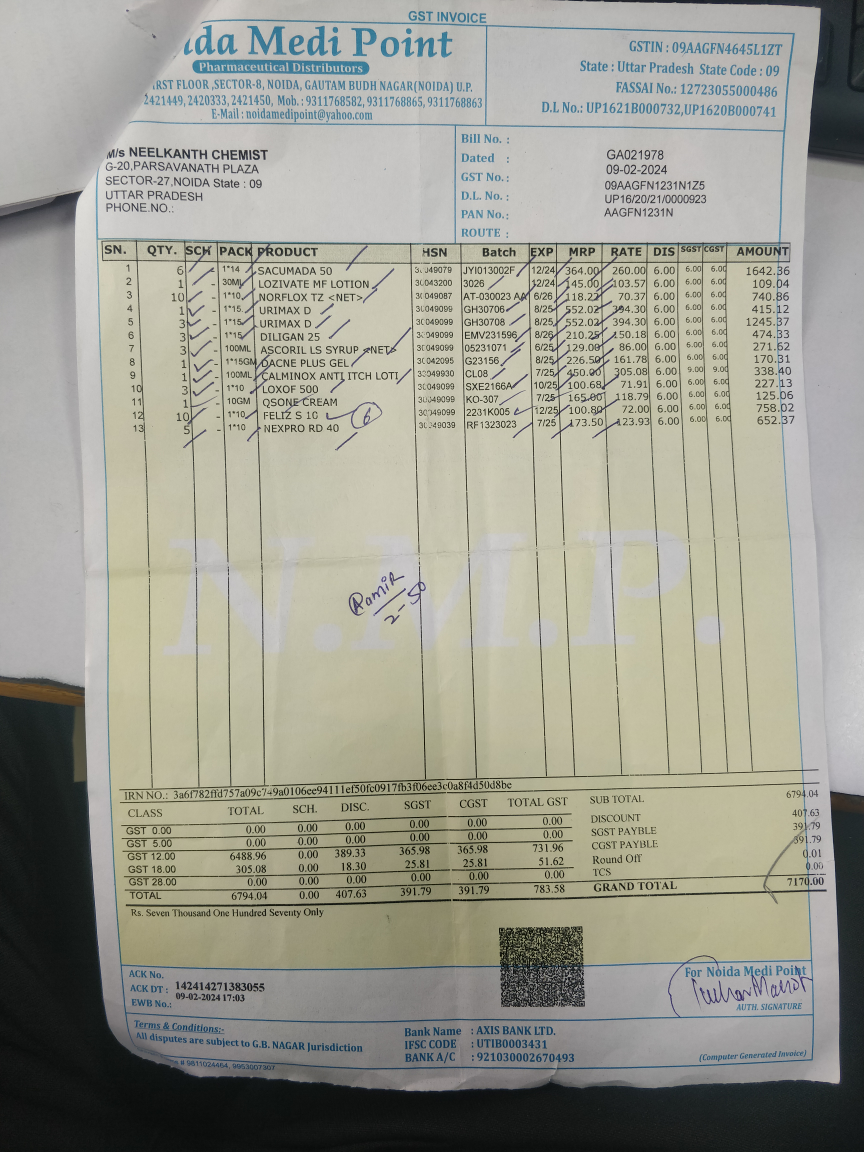 GST INVOICE
ida Medi Point
Pharmaceutical Distributors
RST FLOOR ,SECTOR-8, NOIDA, GAUTAM BUDH NAGAR(NOIDA) U.P.
2421449, 2420333, 2421450, Mob. : 9311768582, 9311768865, 9311768863
E-Mail : noidamedipoint@yahoo.com
GSTIN : 09AAGFN4645L1ZT
State : Uttar Pradesh State Code : 09
FASSAI No.: 12723055000486
D.L No.: UP1621B000732,UP1620B000741
M/s NEELKANTH CHEMIST
G-20,PARSAVANATH PLAZA
SECTOR-27,NOIDA State : 09
UTTAR PRADESH
PHONE.NO.:
Bill No. : GA021978
Dated : 09-02-2024
GST No. : 09AAGFN1231N1Z5
D.L. No. : UP16/20/21/0000923
PAN No. : AAGFN1231N
ROUTE :
SN. QTY. SCH PACK PRODUCT HSN Batch EXP MRP RATE DIS SGST CGST AMOUNT
1 6 - 1*14 SACUMADA 50 30049079 JYI013002F 12/24 364.00 260.00 6.00 6.00 6.00 1642.36
2 1 - 30ML LOZIVATE MF LOTION 30043200 3026 12/24 145.00 103.57 6.00 6.00 6.00 109.04
3 10 - 1*10 NORFLOX TZ <NET> 30049087 AT-030023 AA 6/26 118.22 70.37 6.00 6.00 6.00 740.86
4 1 - 1*15 URIMAX D 30049099 GH30706 8/25 552.02 394.30 6.00 6.00 6.00 415.12
5 3 - 1*15 URIMAX D 30049099 GH30708 8/25 552.02 394.30 6.00 6.00 6.00 1245.37
6 3 - 1*15 DILIGAN 25 30049099 EMV231596 8/26 210.25 150.18 6.00 6.00 6.00 474.33
7 3 - 100ML ASCORIL LS SYRUP <NET> 30049099 05231071 5/25 129.00 86.00 6.00 6.00 6.00 271.62
8 1 - 1*15GM DACNE PLUS GEL 30042095 G23156 8/25 226.50 161.78 6.00 6.00 6.00 170.31
9 1 - 100ML CALMINOX ANTI ITCH LOTI 30049930 CL08 7/25 450.00 305.08 6.00 9.00 9.00 338.40
10 3 - 1*10 LOXOF 500 30049099 SXE2166A 10/25 100.68 71.91 6.00 6.00 6.00 227.13
11 1 - 10GM QSONE CREAM 30049099 KO-307 7/25 165.00 118.79 6.00 6.00 6.00 125.06
12 10 - 1*10 FELIZ S 10 6 30049099 2231K005 12/25 100.80 72.00 6.00 6.00 6.00 758.02
13 5 - 1*10 NEXPRO RD 40 30049039 RF1323023 7/25 173.50 123.93 6.00 6.00 6.00 652.37
N.M.P.
Ramir
2-50
IRN NO.: 3a6f782ffd757a09c749a0106ee94111ef50fc0917fb3f06ee3c0a8f4d50d8be
CLASS TOTAL SCH. DISC. SGST CGST TOTAL GST
GST 0.00 0.00 0.00 0.00 0.00 0.00 0.00
GST 5.00 0.00 0.00 0.00 0.00 0.00 0.00
GST 12.00 6488.96 0.00 389.33 365.98 365.98 731.96
GST 18.00 305.08 0.00 18.30 25.81 25.81 51.62
GST 28.00 0.00 0.00 0.00 0.00 0.00 0.00
TOTAL 6794.04 0.00 407.63 391.79 391.79 783.58
SUB TOTAL 6794.04
DISCOUNT 407.63
SGST PAYBLE 391.79
CGST PAYBLE 391.79
Round Off 0.01
TCS 0.00
GRAND TOTAL 7170.00
Rs. Seven Thousand One Hundred Seventy Only
ACK No.
ACK DT : 142414271383055
09-02-2024 17:03
EWB No.:
For Noida Medi Point
AUTH. SIGNATURE
Terms & Conditions:-
All disputes are subject to G.B. NAGAR Jurisdiction
Bank Name : AXIS BANK LTD.
IFSC CODE : UTIB0003431
BANK A/C : 921030002670493
(Computer Generated Invoice)
# 9811024464, 9953007307